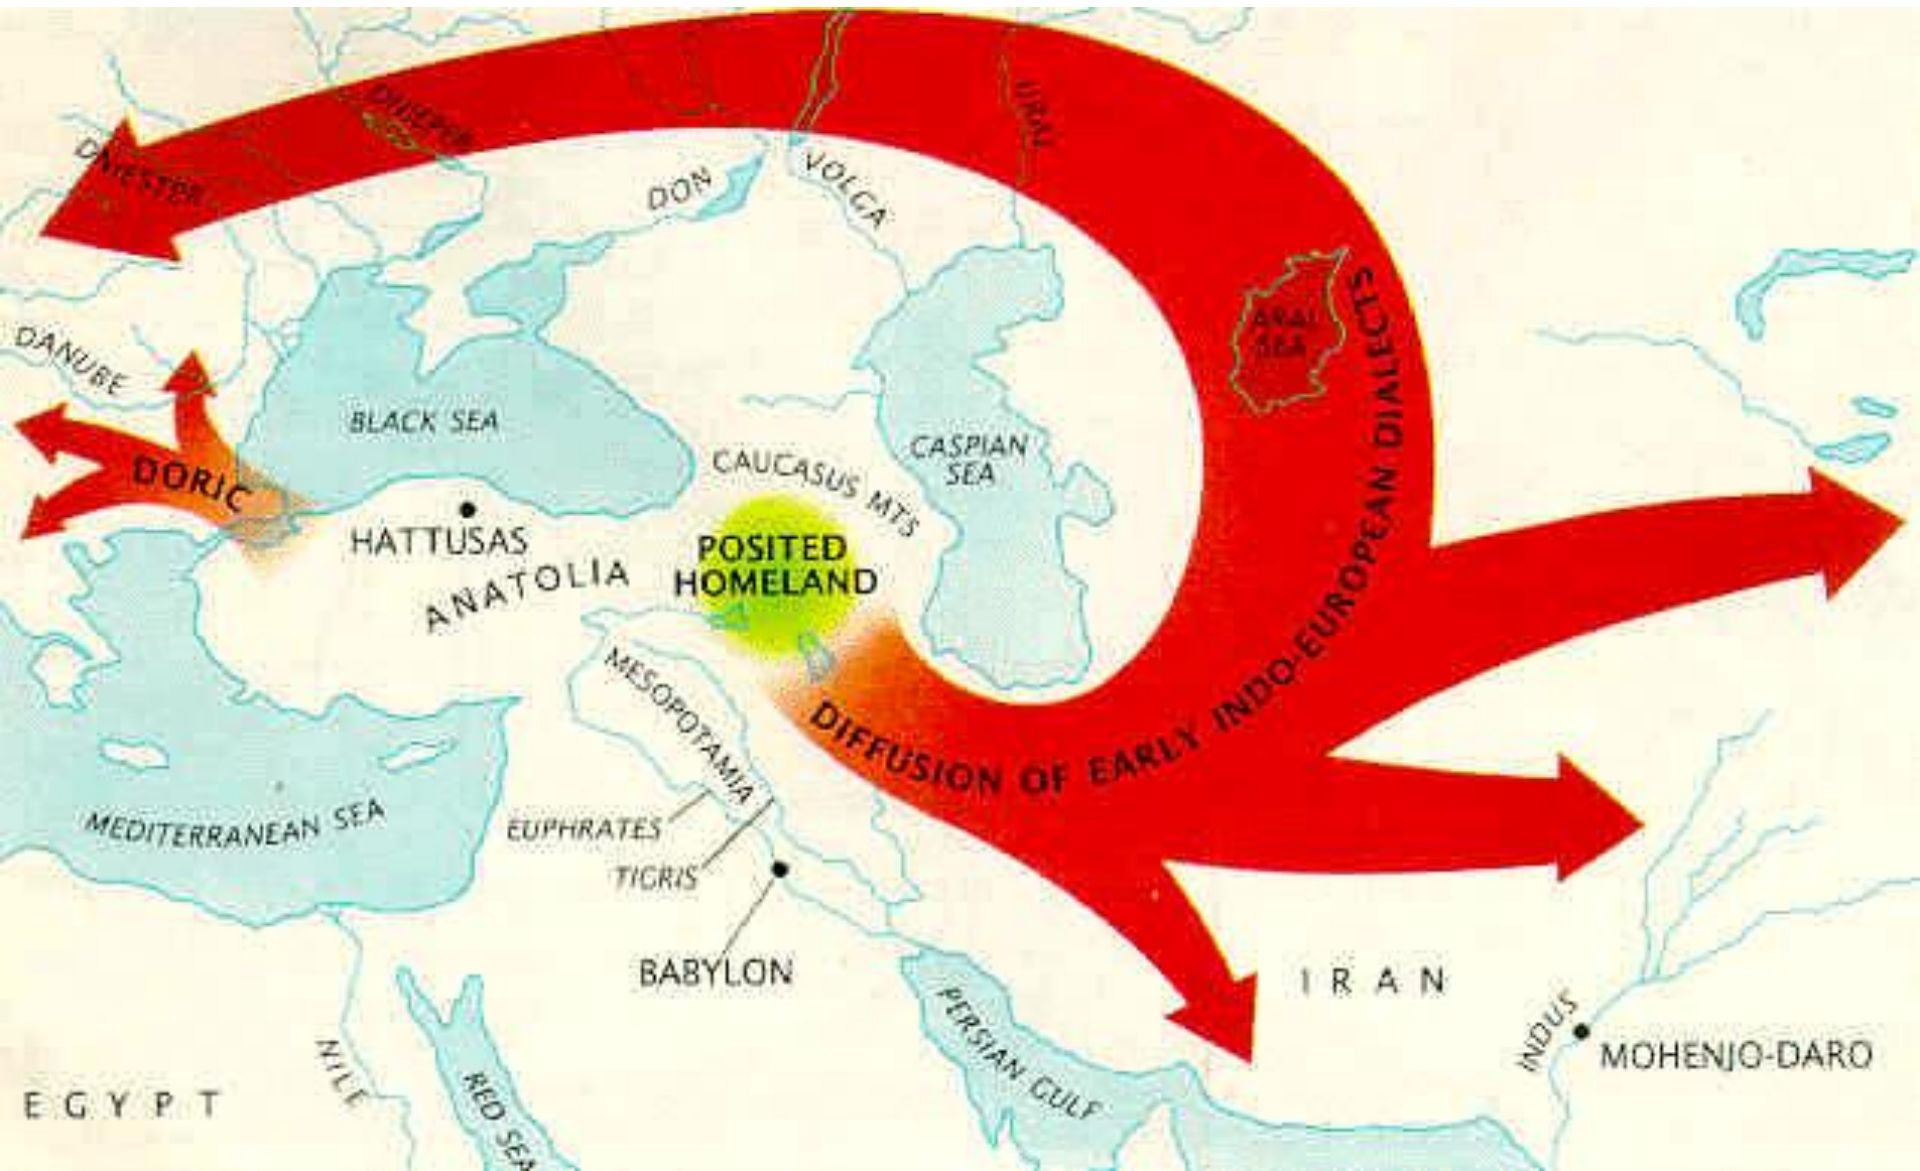 DNIEPER
URAL
DNIESTER
DON
VOLGA
ARAL
SEA
DANUBE
BLACK SEA
CASPIAN
SEA
CAUCASUS MTS
DORIC
HATTUSAS
ANATOLIA
POSITED
HOMELAND
MESOPOTAMIA
DIFFUSION OF EARLY INDO-EUROPEAN DIALECTS
MEDITERRANEAN SEA
EUPHRATES
TIGRIS
BABYLON
IRAN
PERSIAN GULF
INDUS
MOHENJO-DARO
NILE
RED SEA
EGYPT